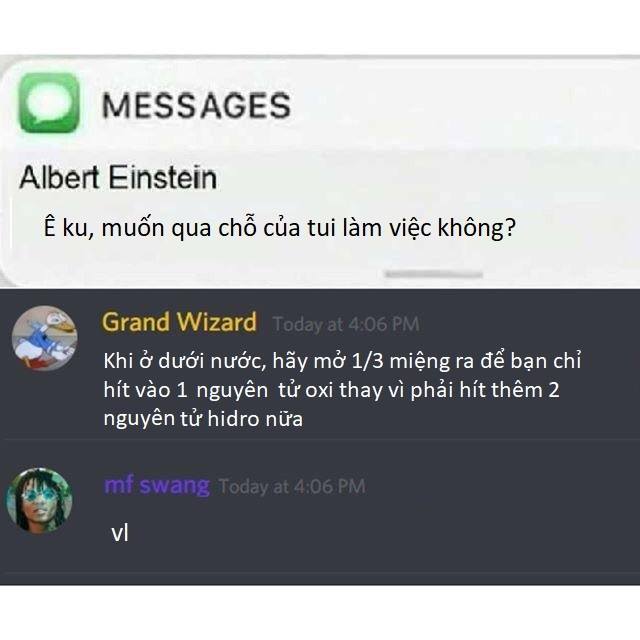 MESSAGES
Albert Einstein
Ê ku, muốn qua chỗ của tui làm việc không?
Grand Wizard Today at 4:06 PM
Khi ở dưới nước, hãy mở 1/3 miệng ra để bạn chỉ
hít vào 1 nguyên tử oxi thay vì phải hít thêm 2
nguyên tử hidro nữa
mf swang Today at 4:06 PM
vl